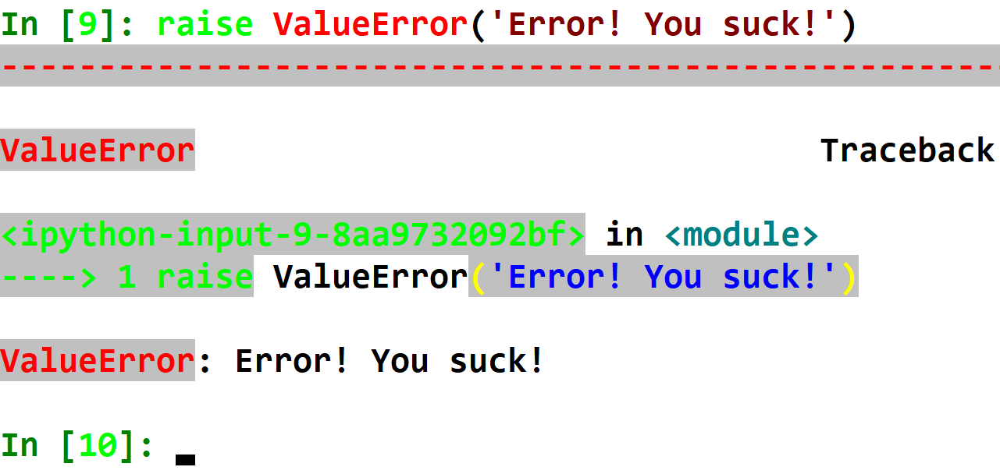 In [9]: raise ValueError('Error! You suck!')
---------------------------------------------------
ValueError                                Traceback
<ipython-input-9-8aa9732092bf> in <module>
----> 1 raise ValueError('Error! You suck!')
ValueError: Error! You suck!
In [10]: